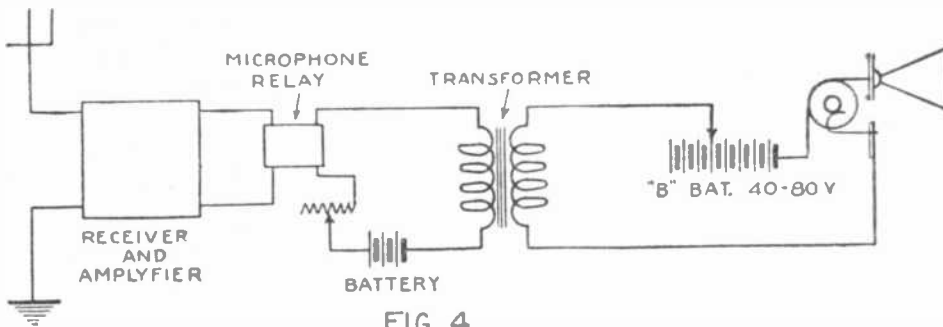 MICROPHONE
RELAY
TRANSFORMER
"B" BAT. 40-80 V
RECEIVER
AND
AMPLYFIER
BATTERY
FIG 4